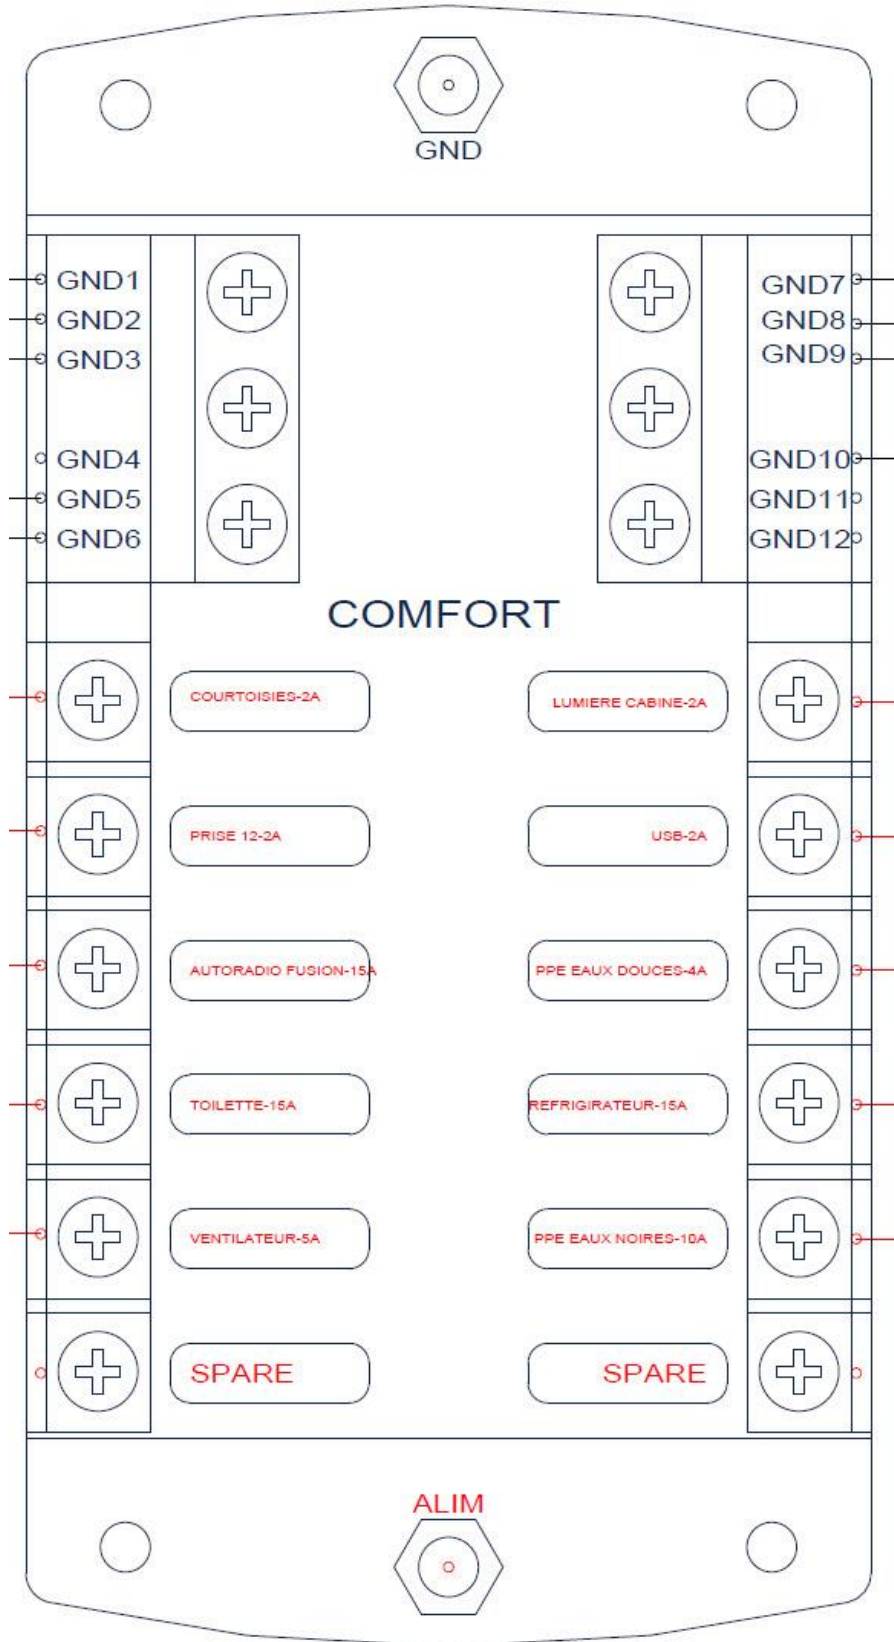 GND
GND1
GND2
GND3
GND4
GND5
GND6
GND7
GND8
GND9
GND10
GND11
GND12
COMFORT
COURTOISIES-2A
LUMIERE CABINE-2A
PRISE 12-2A
USB-2A
AUTORADIO FUSION-15A
PPE EAUX DOUCES-4A
TOILETTE-15A
REFRIGIRATEUR-15A
VENTILATEUR-5A
PPE EAUX NOIRES-10A
SPARE
SPARE
ALIM